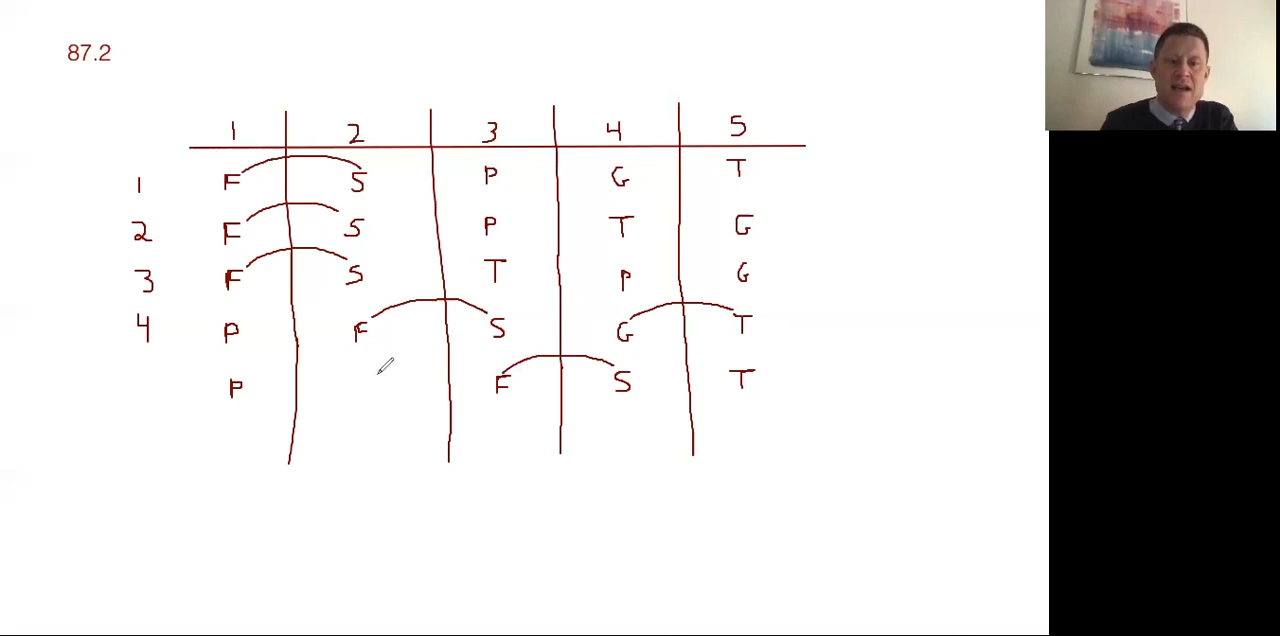 87.2
1 2 3 4 5
1 F S P G T
2 F S P T G
3 F S T P G
4 P F S G T
P F S T